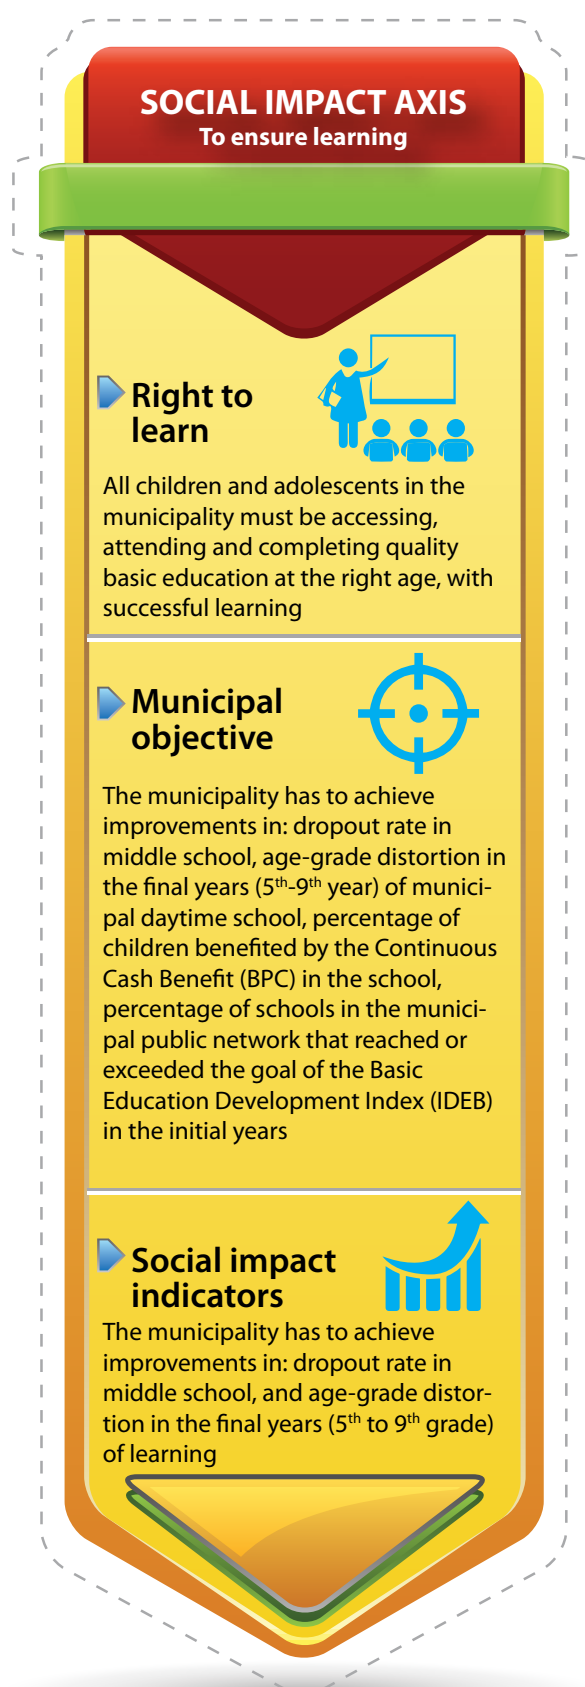 SOCIAL IMPACT AXIS
To ensure learning
Right to
learn
All children and adolescents in the
municipality must be accessing,
attending and completing quality
basic education at the right age, with
successful learning
Municipal
objective
The municipality has to achieve
improvements in: dropout rate in
middle school, age-grade distortion in
the final years (5th-9th year) of munici-
pal daytime school, percentage of
children benefited by the Continuous
Cash Benefit (BPC) in the school,
percentage of schools in the munici-
pal public network that reached or
exceeded the goal of the Basic
Education Development Index (IDEB)
in the initial years
Social impact
indicators
The municipality has to achieve
improvements in: dropout rate in
middle school, and age-grade distor-
tion in the final years (5th to 9th grade)
of learning